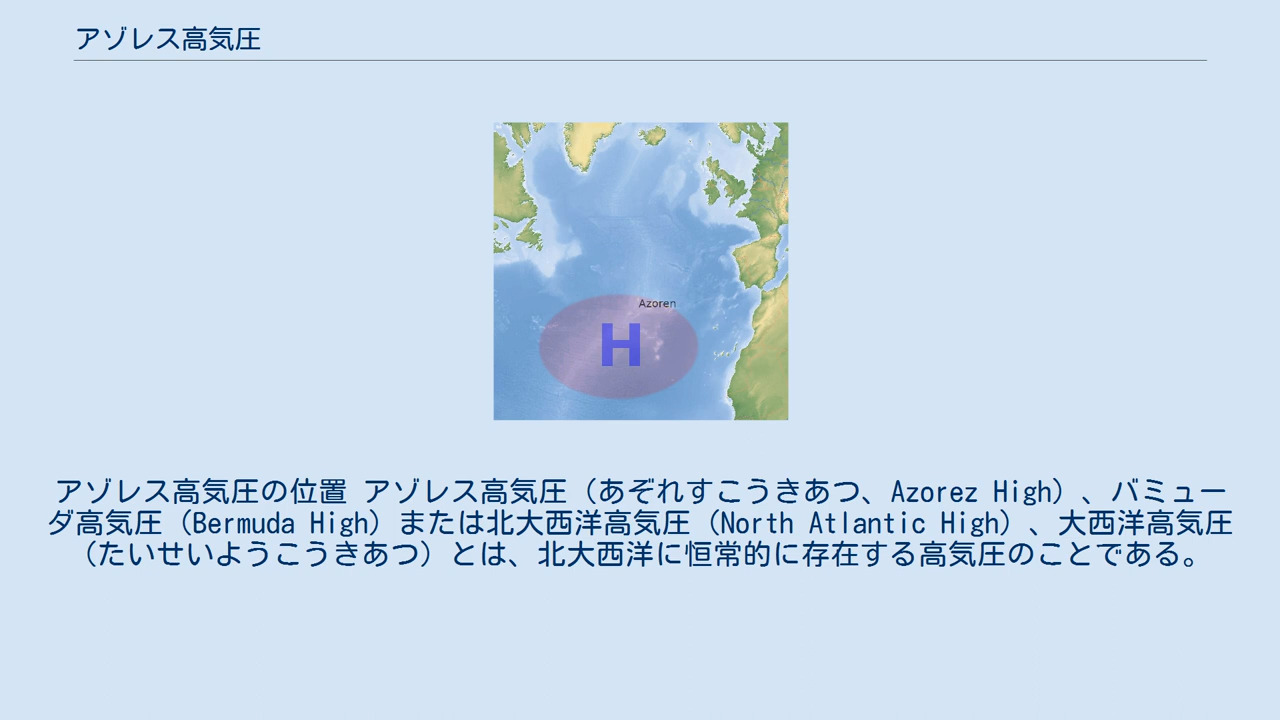 アゾレス高気圧
Azoren
H
アゾレス高気圧の位置 アゾレス高気圧（あぞれすこうきあつ、Azorez High）、バミュー
ダ高気圧（Bermuda High）または北大西洋高気圧（North Atlantic High）、大西洋高気圧
（たいせいようこうきあつ）とは、北大西洋に恒常的に存在する高気圧のことである。